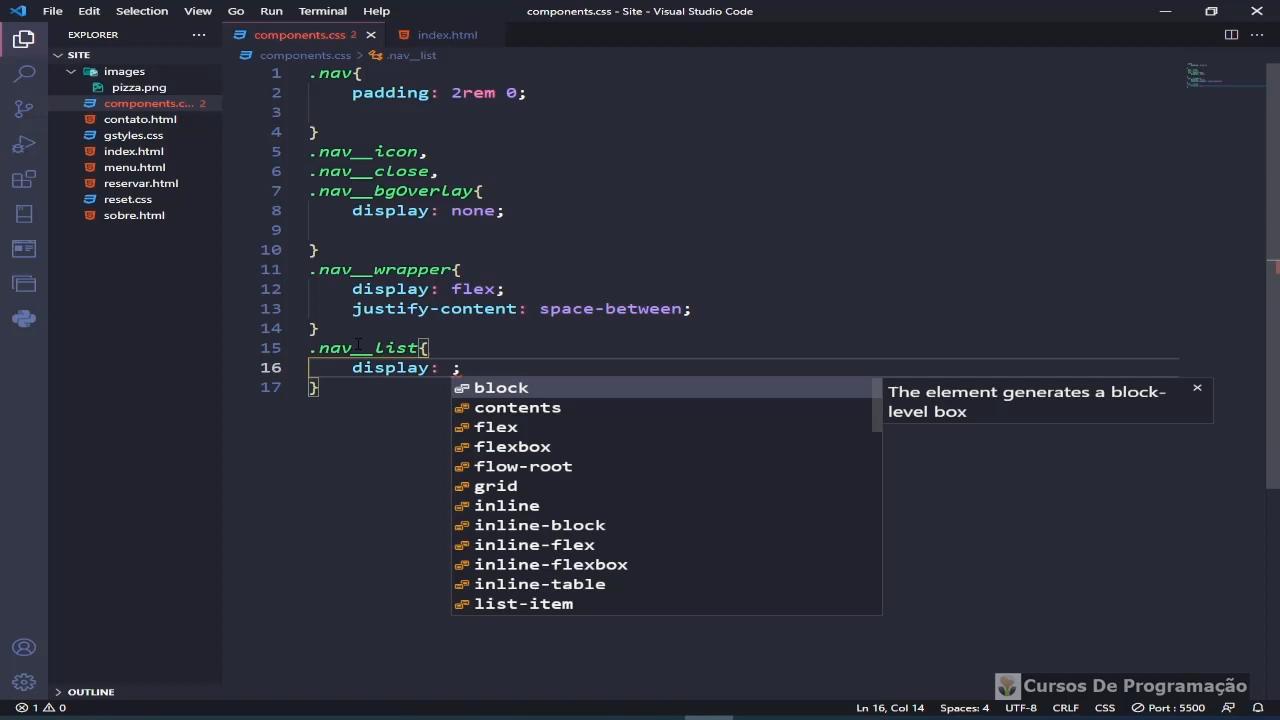 File Edit Selection View Go Run Terminal Help components.css - Site - Visual Studio Code
EXPLORER ··· components.css 2 index.html
SITE components.css > .nav__list
images
pizza.png
components.c... 2
contato.html
gstyles.css
index.html
menu.html
reservar.html
reset.css
sobre.html
1 .nav{
2 padding: 2rem 0;
3
4 }
5 .nav__icon,
6 .nav__close,
7 .nav__bgOverlay{
8 display: none;
9
10 }
11 .nav__wrapper{
12 display: flex;
13 justify-content: space-between;
14 }
15 .nav__list{
16 display: ;
17 }
block
contents
flex
flexbox
flow-root
grid
inline
inline-block
inline-flex
inline-flexbox
inline-table
list-item
The element generates a block-
level box
OUTLINE
Cursos De Programação
1 0 Ln 16, Col 14 Spaces: 4 UTF-8 CRLF CSS Port : 5500